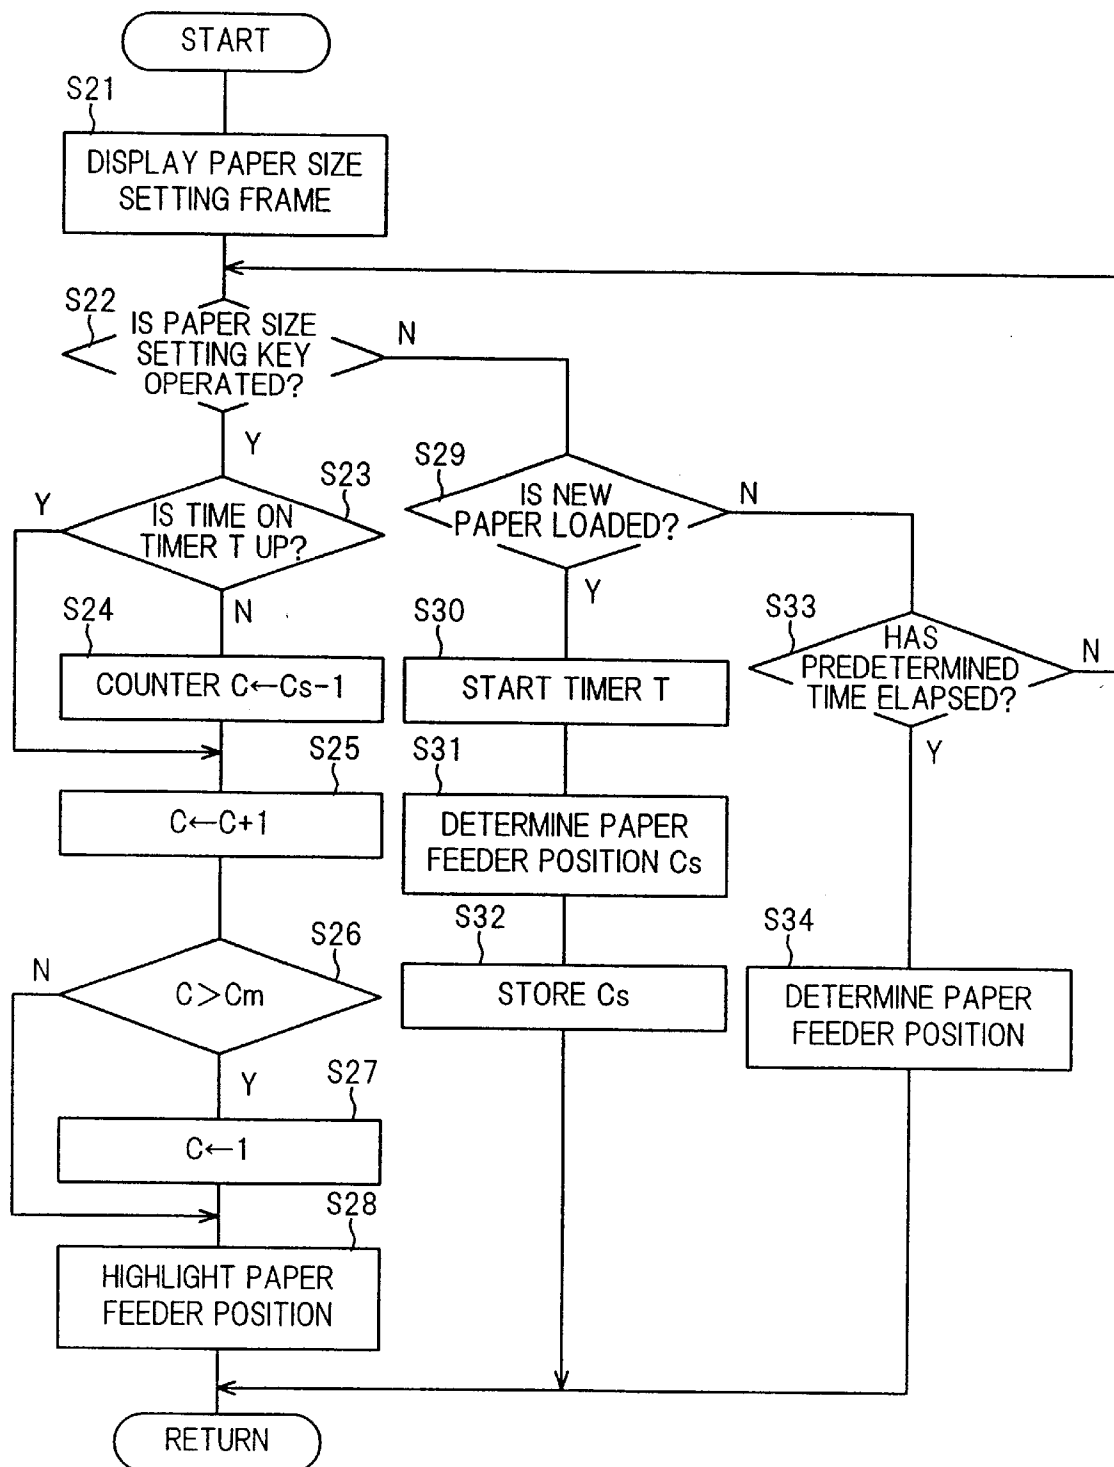 START
S21
DISPLAY PAPER SIZE
SETTING FRAME
S22
IS PAPER SIZE
SETTING KEY
OPERATED?
N
Y
S23
Y
IS TIME ON
TIMER T UP?
N
S24
COUNTER C←Cs-1
S25
C←C+1
S26
N
C>Cm
Y
S27
C←1
S28
HIGHLIGHT PAPER
FEEDER POSITION
RETURN
S29
IS NEW
PAPER LOADED?
N
Y
S30
START TIMER T
S31
DETERMINE PAPER
FEEDER POSITION Cs
S32
STORE Cs
S33
HAS
PREDETERMINED
TIME ELAPSED?
N
Y
S34
DETERMINE PAPER
FEEDER POSITION